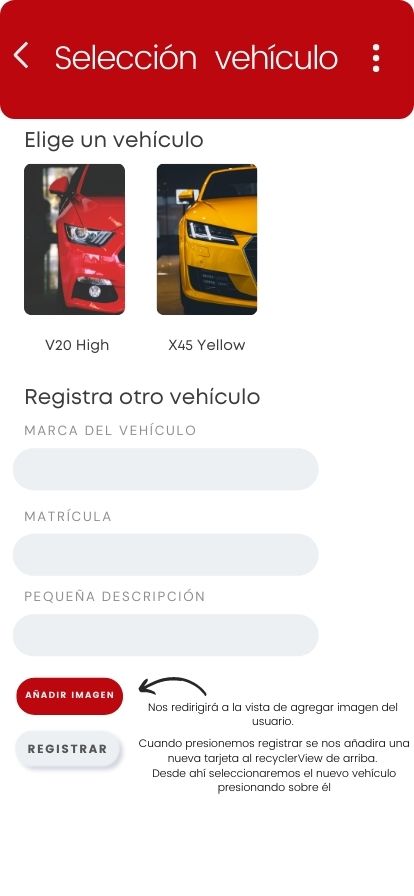 Selección vehículo
Elige un vehículo
V20 High
X45 Yellow
Registra otro vehículo
MARCA DEL VEHÍCULO
MATRÍCULA
PEQUEÑA DESCRIPCIÓN
AÑADIR IMAGEN
Nos redirigirá a la vista de agregar imagen del
usuario.
REGISTRAR
Cuando presionemos registrar se nos añadira una
nueva tarjeta al recyclerView de arriba.
Desde ahí seleccionaremos el nuevo vehículo
presionando sobre él